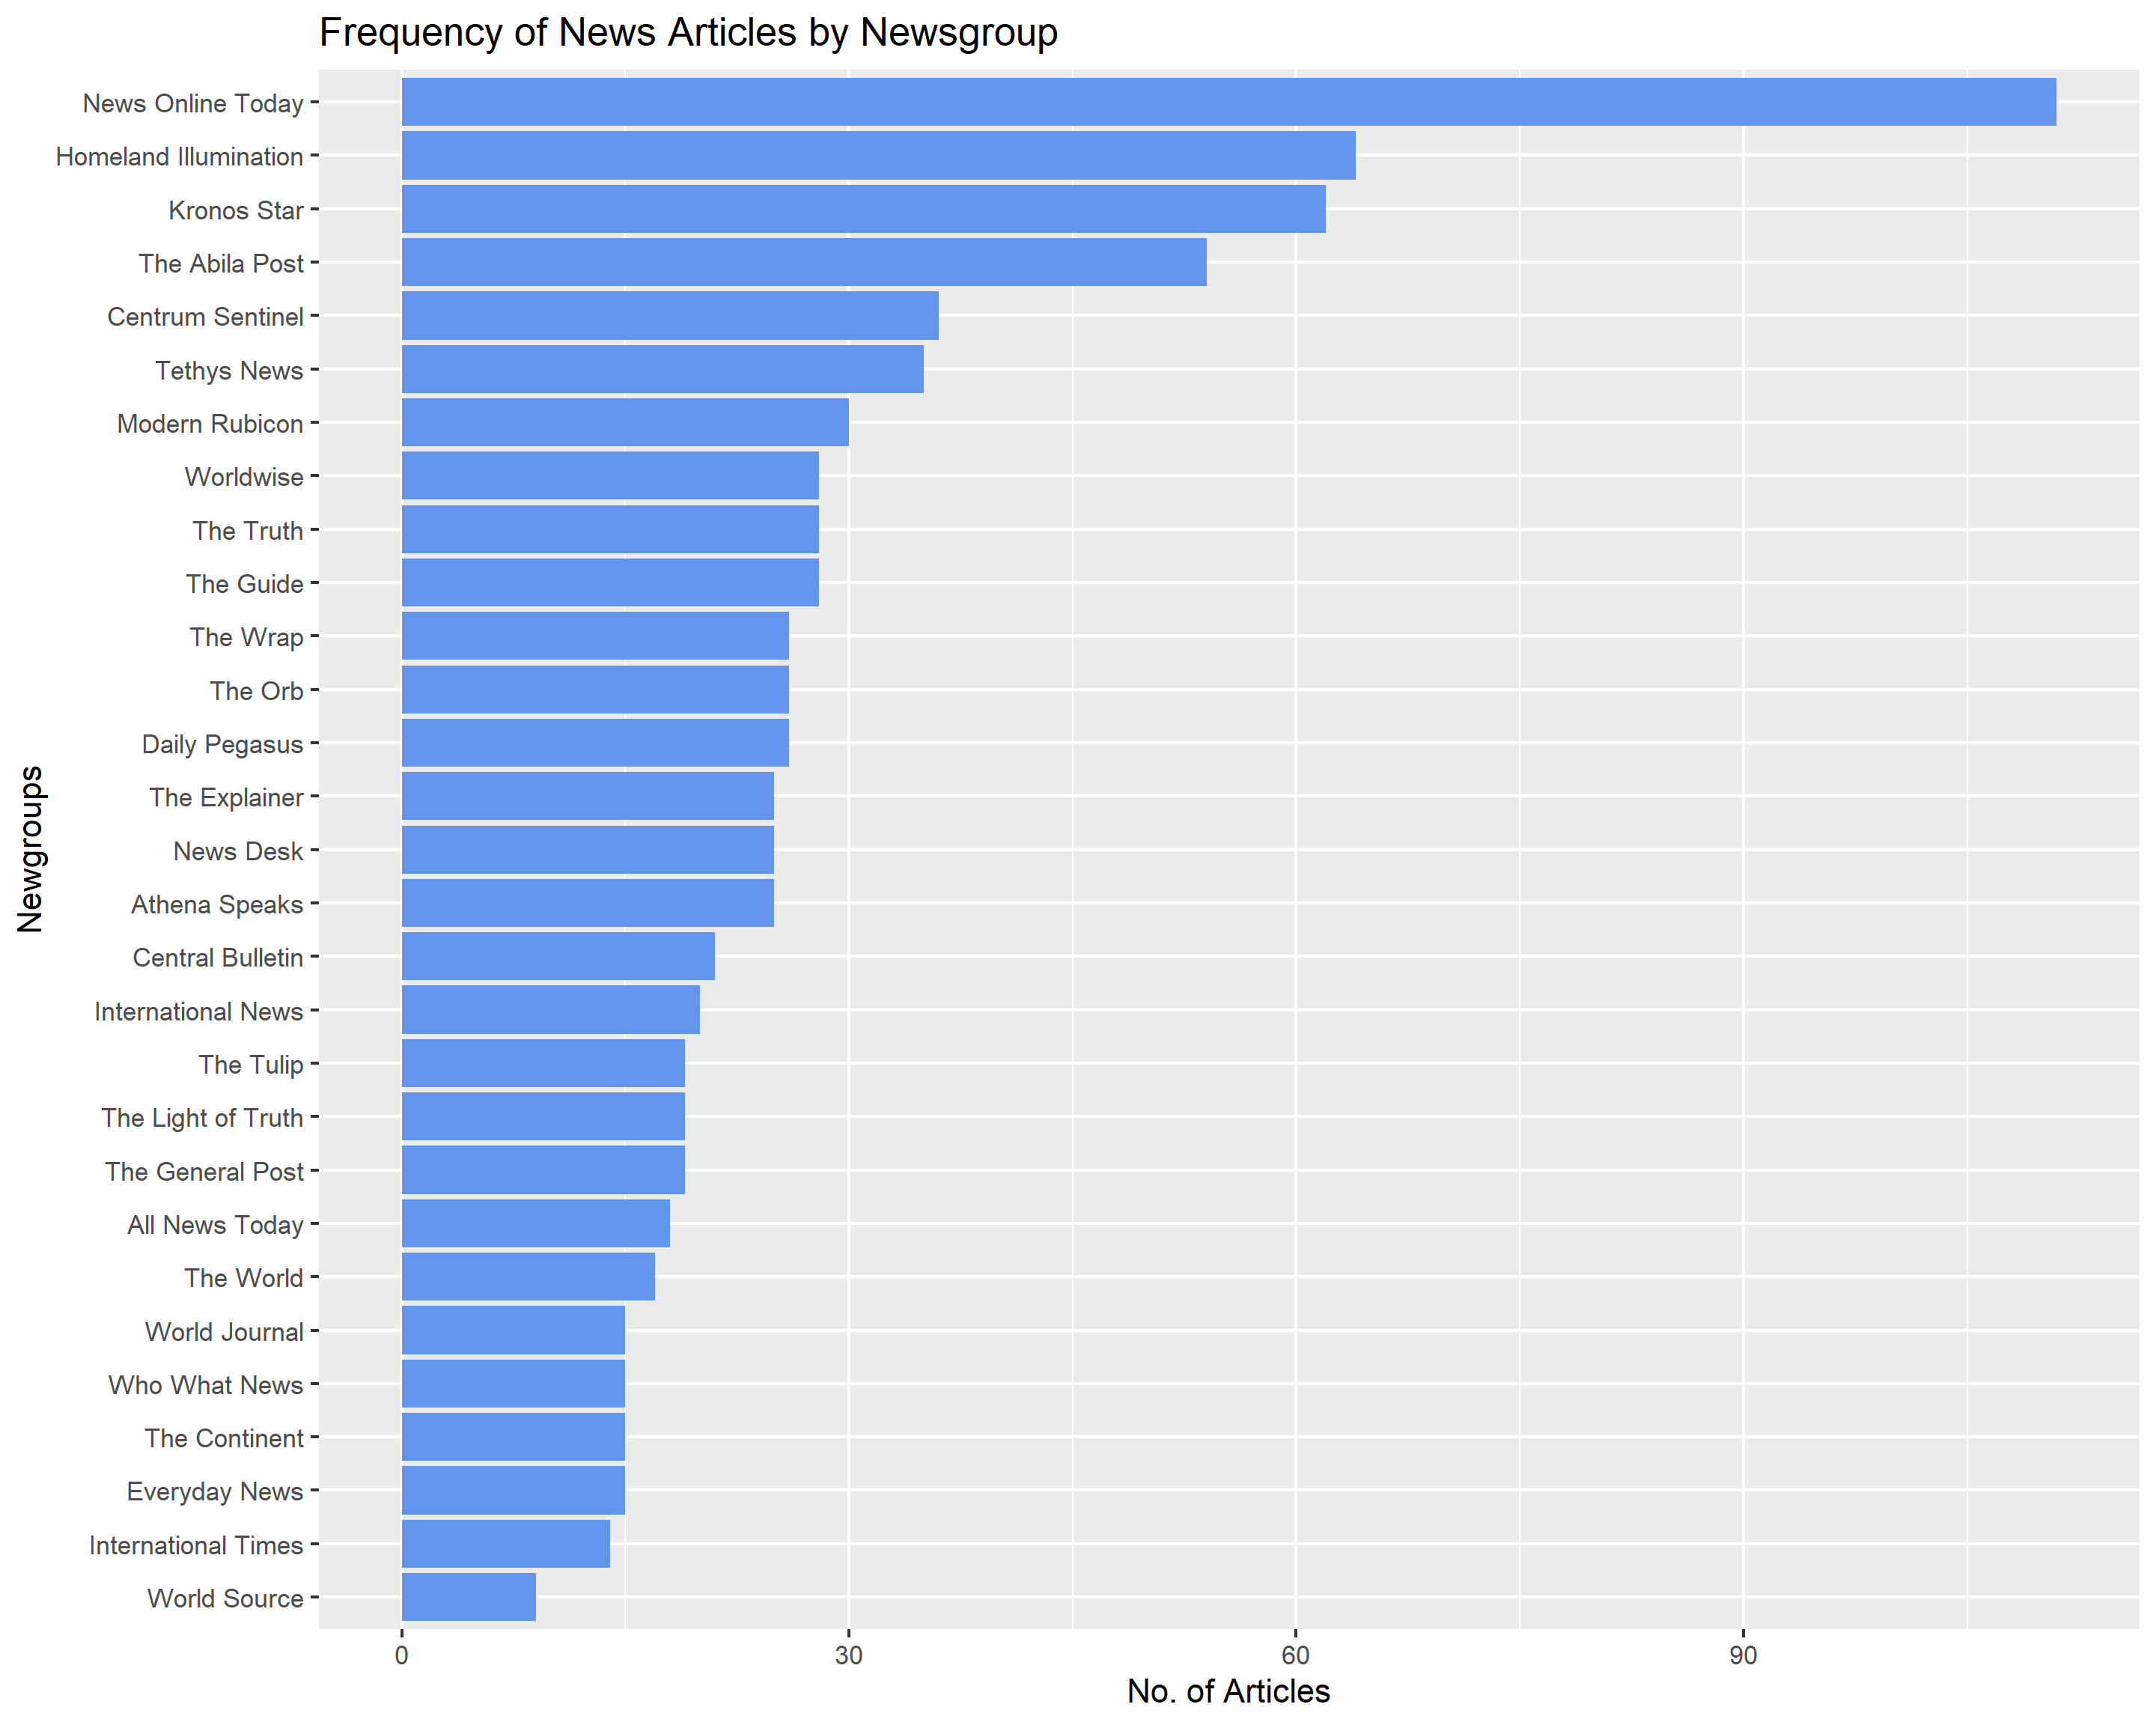 Frequency of News Articles by Newsgroup
News Online Today
Homeland Illumination
Kronos Star
The Abila Post
Centrum Sentinel
Tethys News
Modern Rubicon
Worldwise
The Truth
The Guide
The Wrap
The Orb
Daily Pegasus
The Explainer
News Desk
Athena Speaks
Central Bulletin
International News
The Tulip
The Light of Truth
The General Post
All News Today
The World
World Journal
Who What News
The Continent
Everyday News
International Times
World Source
Newgroups
0 30 60 90
No. of Articles